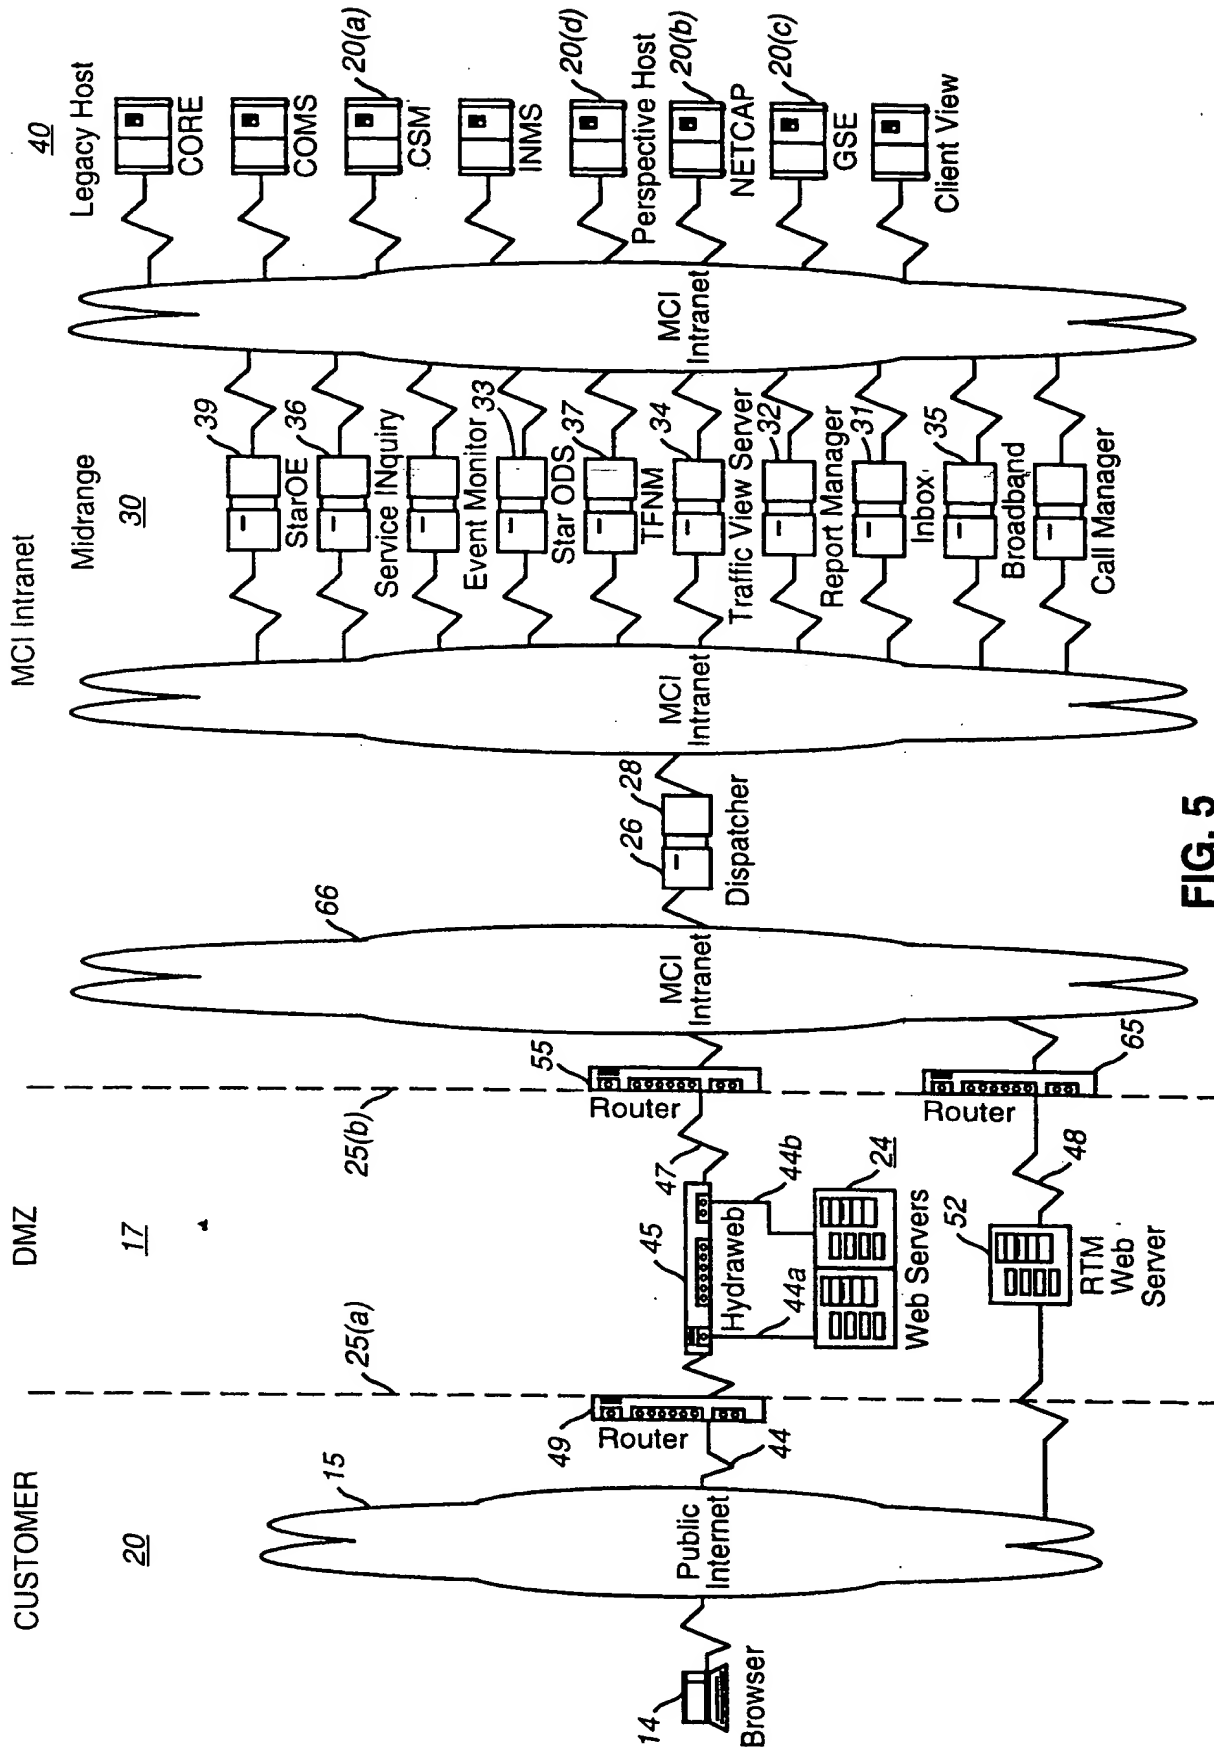 CUSTOMER
20
DMZ
17
MCI Intranet
Midrange
30
Legacy Host
40
15
25(a)
25(b)
66
14
Browser
Public
Internet
44
49
Router
45
Hydraweb
44a
44b
24
Web Servers
47
55
Router
52
RTM
Web
Server
48
65
Router
MCI
Intranet
26
28
Dispatcher
MCI
Intranet
39
StarOE
36
Service INquiry
Event Monitor
33
Star ODS
37
TFNM
34
Traffic View Server
32
Report Manager
31
Inbox
35
Broadband
Call Manager
MCI
Intranet
CORE
COMS
20(a)
CSM
INMS
20(d)
Perspective Host
20(b)
NETCAP
20(c)
GSE
Client View
FIG. 5